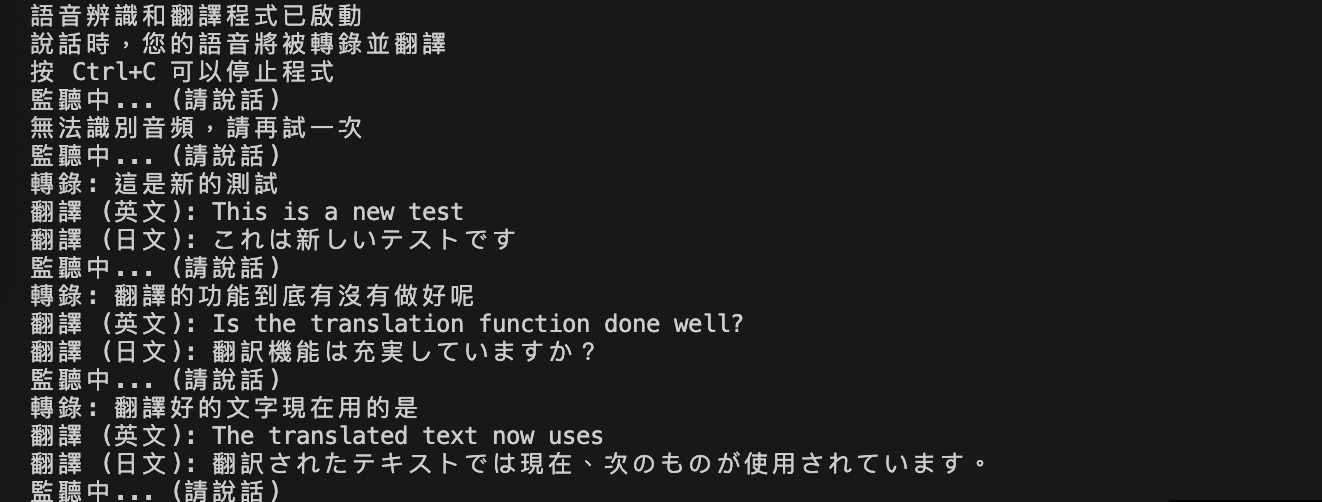 語音辨識和翻譯程式已啟動
說話時，您的語音將被轉錄並翻譯
按 Ctrl+C 可以停止程式
監聽中... (請說話)
無法識別音頻，請再試一次
監聽中... (請說話)
轉錄: 這是新的測試
翻譯 (英文): This is a new test
翻譯 (日文): これは新しいテストです
監聽中... (請說話)
轉錄: 翻譯的功能到底有沒有做好呢
翻譯 (英文): Is the translation function done well?
翻譯 (日文): 翻訳機能は充実していますか？
監聽中... (請說話)
轉錄: 翻譯好的文字現在用的是
翻譯 (英文): The translated text now uses
翻譯 (日文): 翻訳されたテキストでは現在、次のものが使用されています。
監聽中... (請說話)